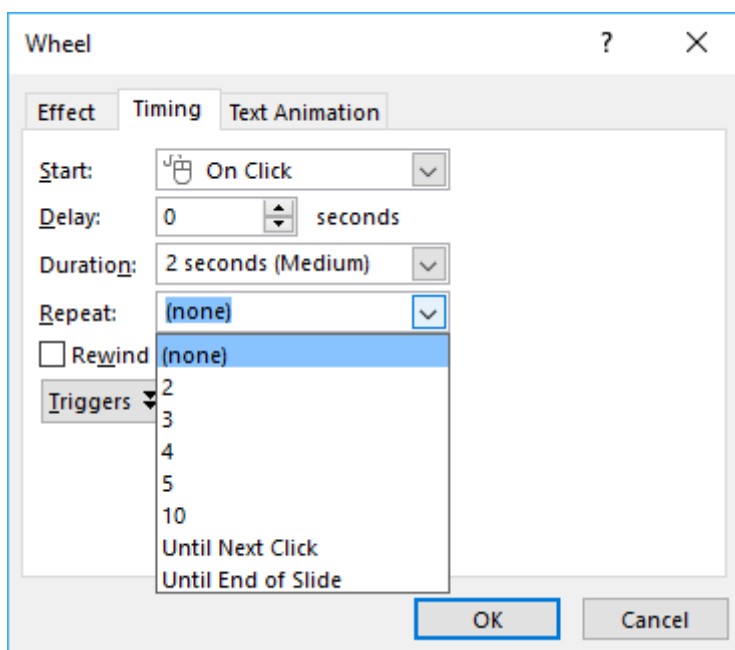 Wheel ?
Effect Timing Text Animation
Start: On Click
Delay: 0 seconds
Duration: 2 seconds (Medium)
Repeat: (none)
Rewind (none)
Triggers 2
3
4
5
10
Until Next Click
Until End of Slide
OK Cancel